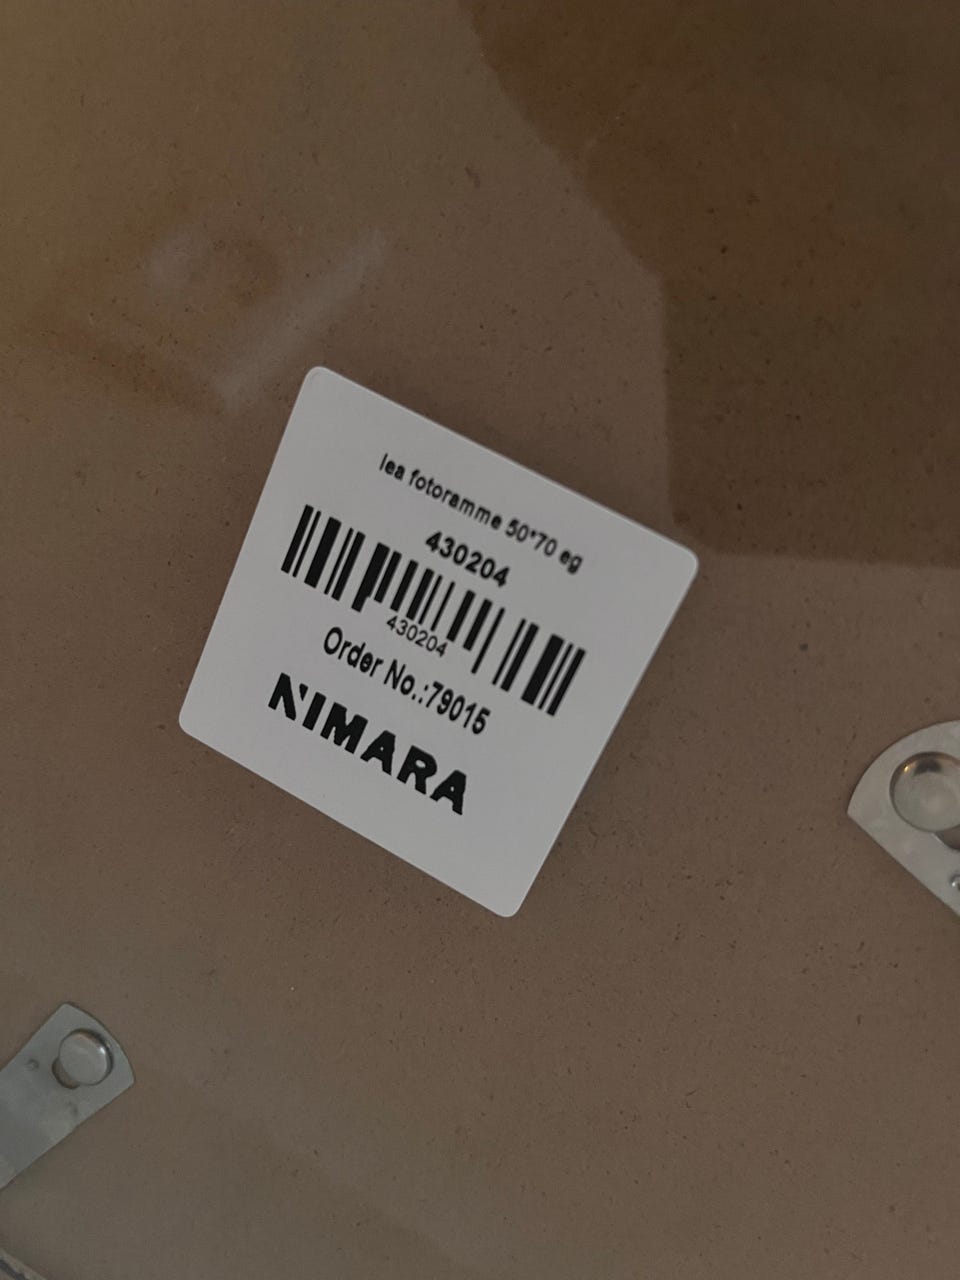 lea fotoramme 50*70 eg
430204
430204
Order No.:79015
NIMARA